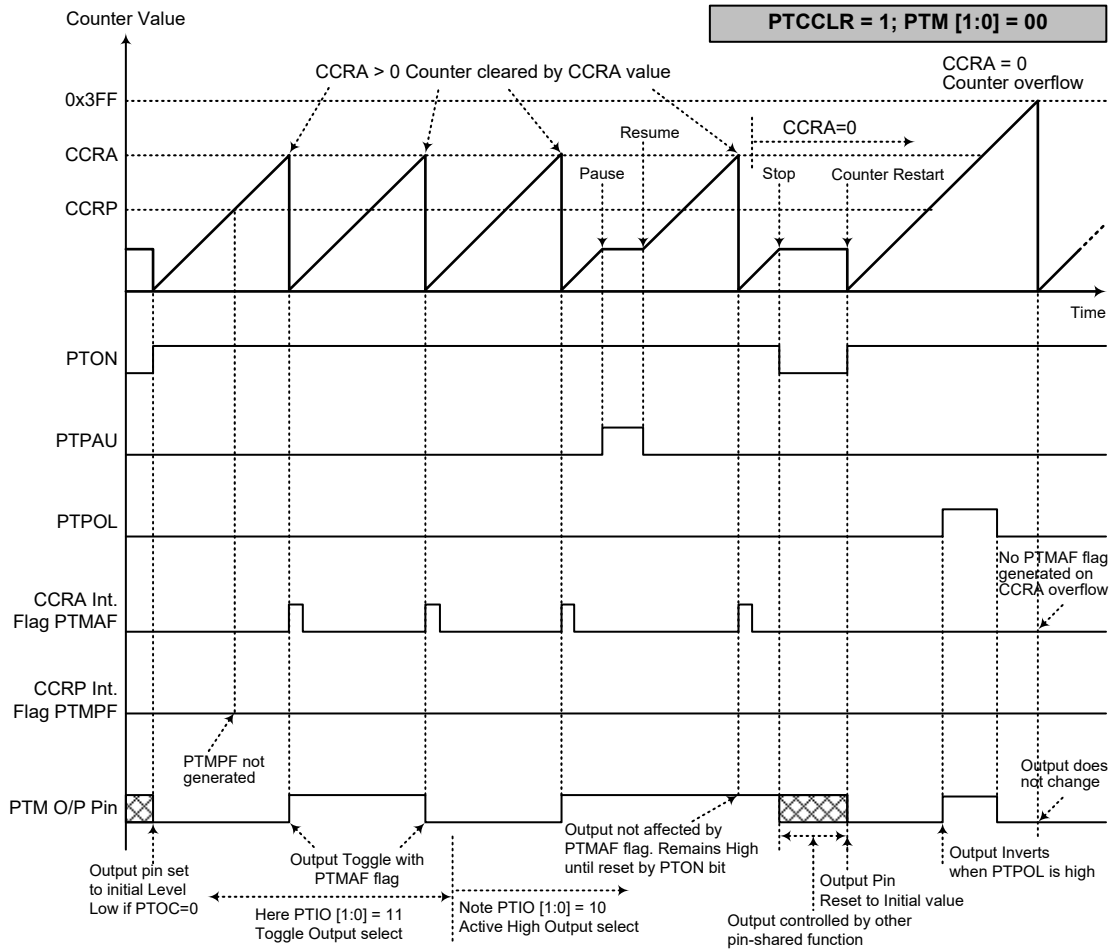 Counter Value
PTCCLR = 1; PTM [1:0] = 00
CCRA > 0 Counter cleared by CCRA value
CCRA = 0
Counter overflow
0x3FF
CCRA
CCRP
Resume
CCRA=0
Pause
Stop
Counter Restart
Time
PTON
PTPAU
PTPOL
No PTMAF flag
generated on
CCRA overflow
CCRA Int.
Flag PTMAF
CCRP Int.
Flag PTMPF
PTMPF not
generated
Output does
not change
PTM O/P Pin
Output pin set
to initial Level
Low if PTOC=0
Output Toggle with
PTMAF flag
Here PTIO [1:0] = 11
Toggle Output select
Note PTIO [1:0] = 10
Active High Output select
Output not affected by
PTMAF flag. Remains High
until reset by PTON bit
Output Pin
Reset to Initial value
Output controlled by other
pin-shared function
Output Inverts
when PTPOL is high